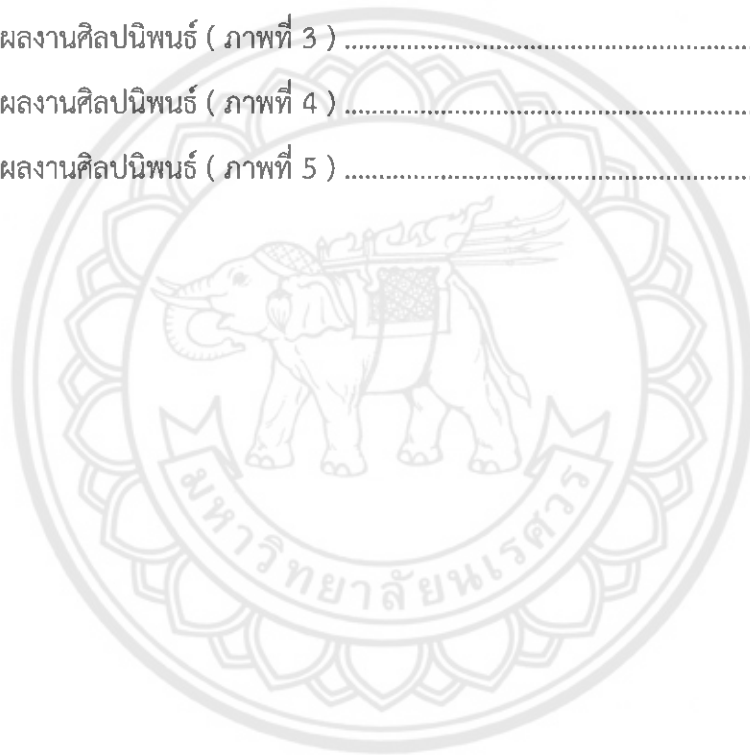 ผลงานศิลปนิพนธ์ ( ภาพที่ 3 ) ........................................................
ผลงานศิลปนิพนธ์ ( ภาพที่ 4 ) ........................................................
ผลงานศิลปนิพนธ์ ( ภาพที่ 5 ) ........................................................
มหาวิทยาลัยนเรศวร